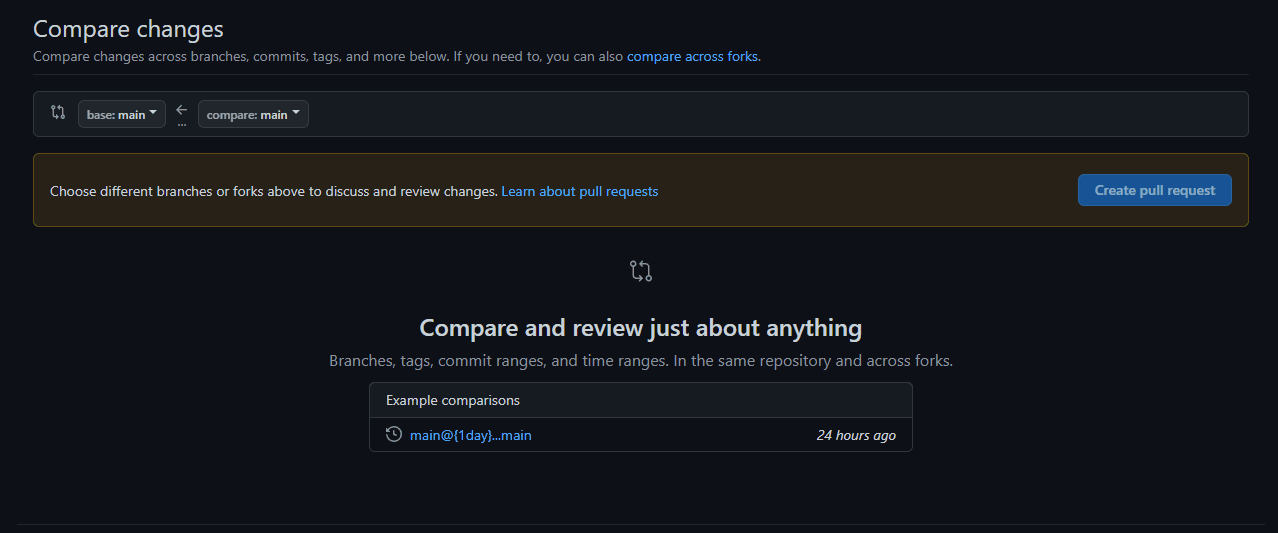 Compare changes
Compare changes across branches, commits, tags, and more below. If you need to, you can also compare across forks.
base: main ← compare: main
...
Choose different branches or forks above to discuss and review changes. Learn about pull requests
Create pull request
Compare and review just about anything
Branches, tags, commit ranges, and time ranges. In the same repository and across forks.
Example comparisons
main@{1day}...main 24 hours ago